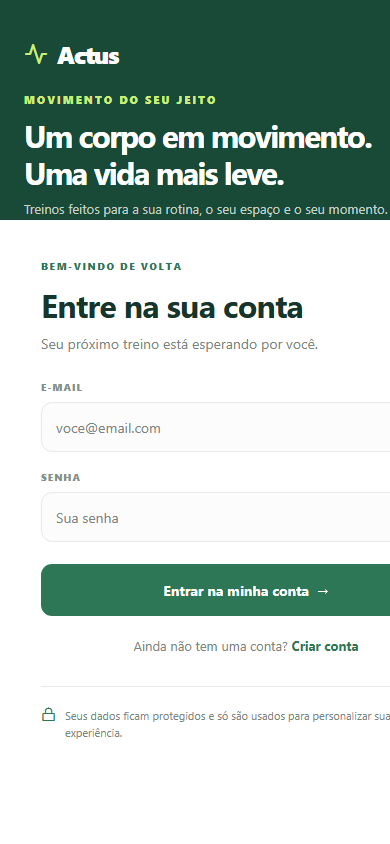 Actus
MOVIMENTO DO SEU JEITO
Um corpo em movimento.
Uma vida mais leve.
Treinos feitos para a sua rotina, o seu espaço e o seu momento.
BEM-VINDO DE VOLTA
Entre na sua conta
Seu próximo treino está esperando por você.
E-MAIL
voce@email.com
SENHA
Sua senha
Entrar na minha conta →
Ainda não tem uma conta? Criar conta
Seus dados ficam protegidos e só são usados para personalizar sua
experiência.